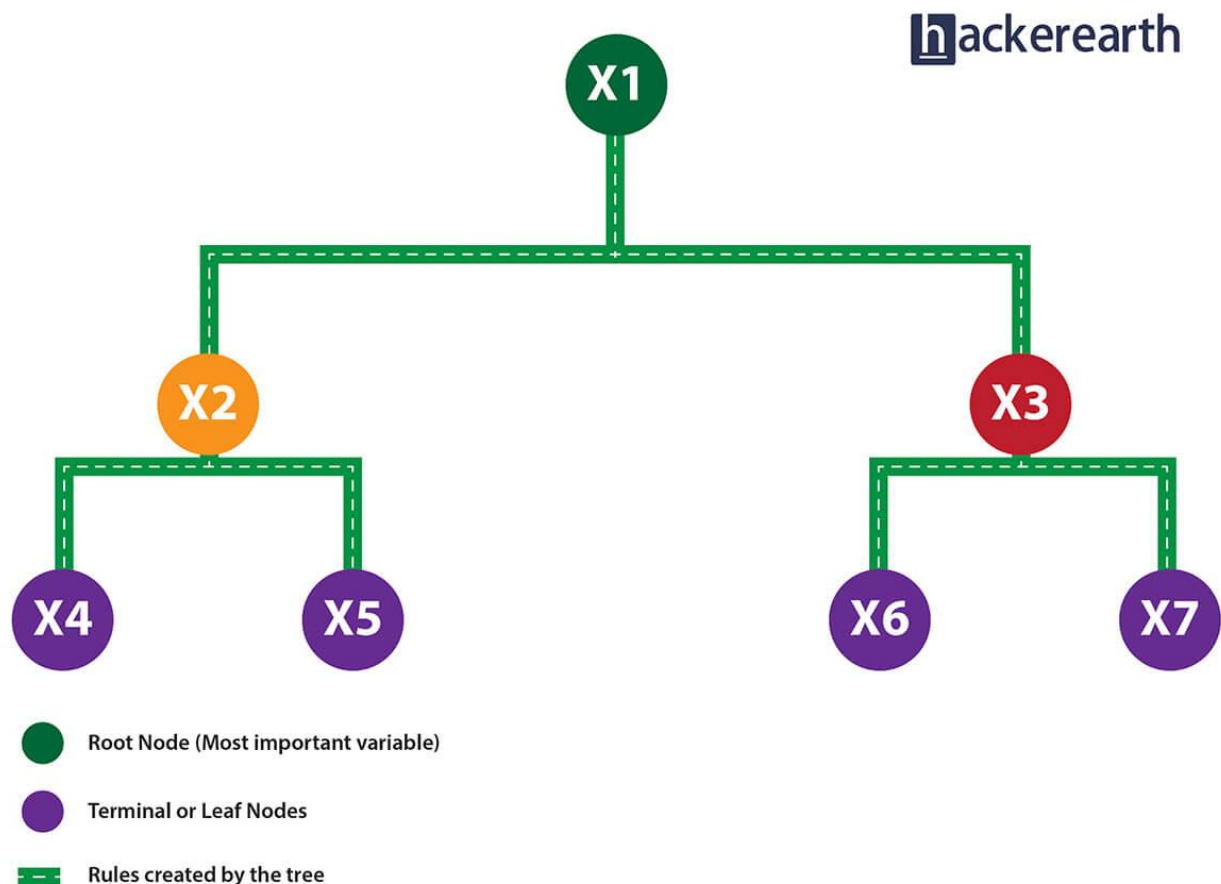 hackerearth
X1
X2 X3
X4 X5 X6 X7
Root Node (Most important variable)
Terminal or Leaf Nodes
Rules created by the tree